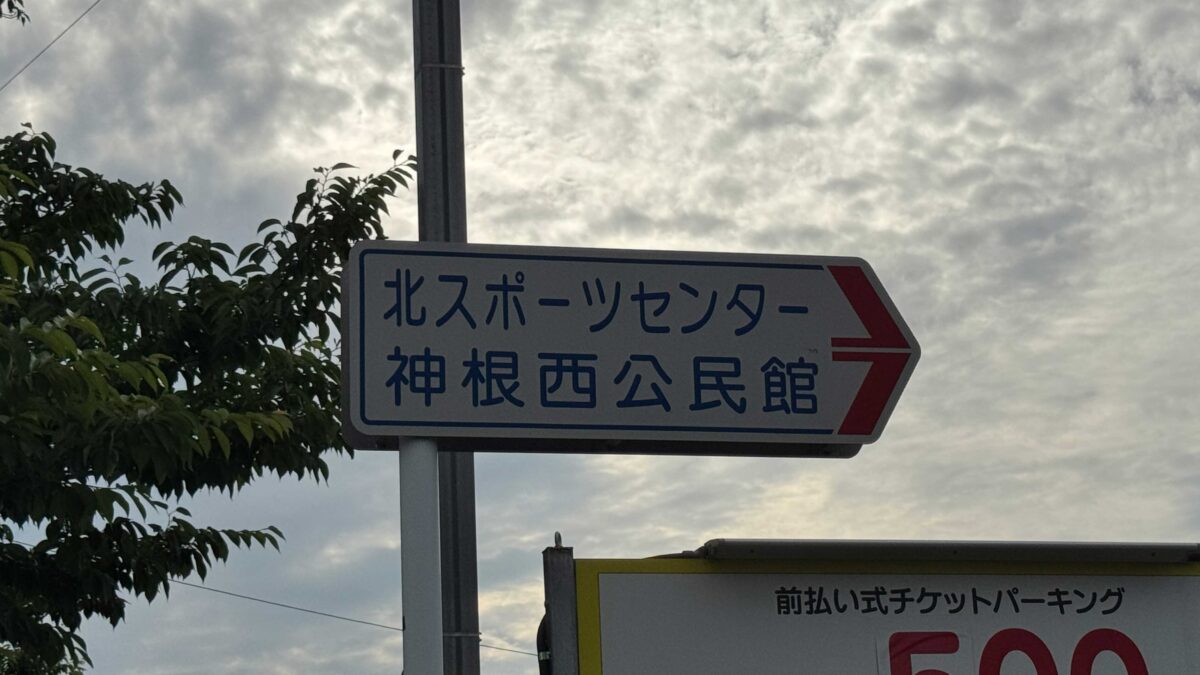 北スポーツセンター
神根西公民館
前払い式チケットパーキング
500